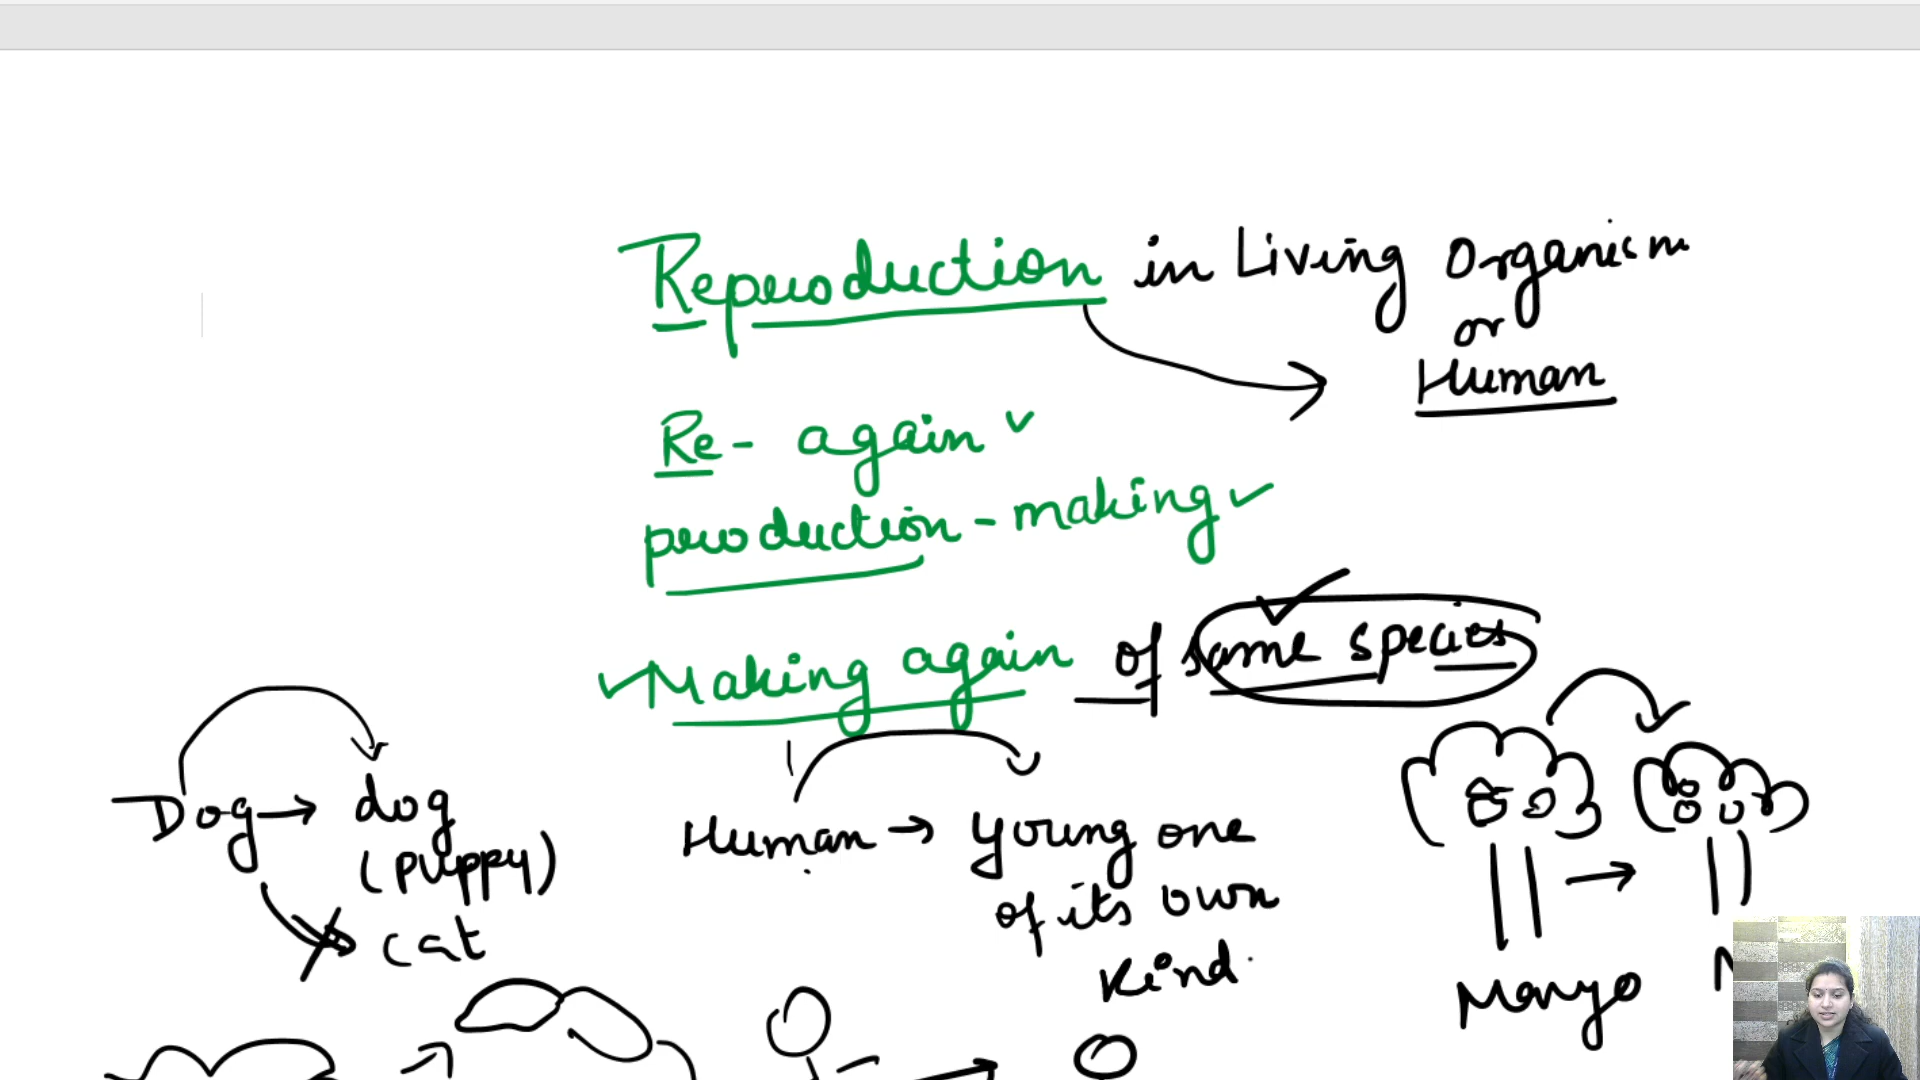 Reproduction in Living Organism
or
Human
Re - again
production - making
Making again of same species
Dog → dog
(puppy)
cat
Human → young one
of its own
kind.
Mango